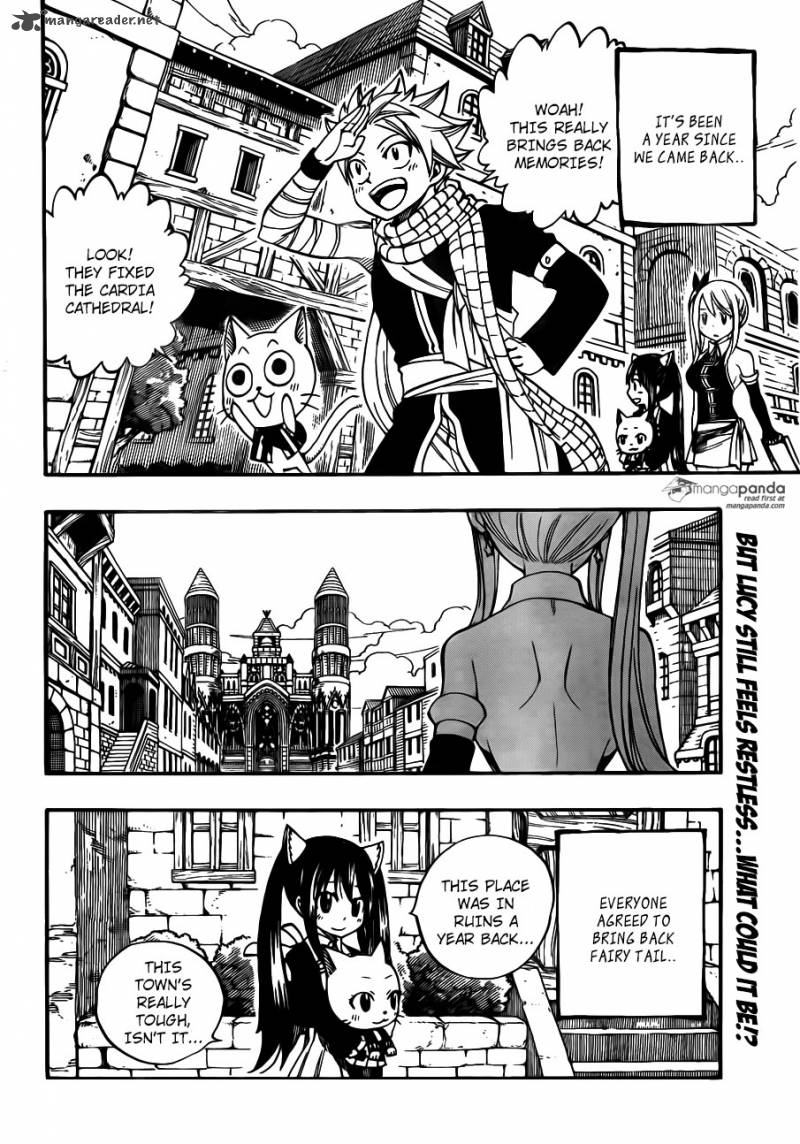 mangareader.net
IT'S BEEN
A YEAR SINCE
WE CAME BACK..
WOAH!
THIS REALLY
BRINGS BACK
MEMORIES!
LOOK!
THEY FIXED
THE CARDIA
CATHEDRAL!
mangapanda
read first at
mangapanda.com
BUT LUCY STILL FEELS RESTLESS...WHAT COULD IT BE!?
EVERYONE
AGREED TO
BRING BACK
FAIRY TAIL..
THIS PLACE
WAS IN
RUINS A
YEAR BACK...
THIS
TOWN'S
REALLY
TOUGH,
ISN'T IT...